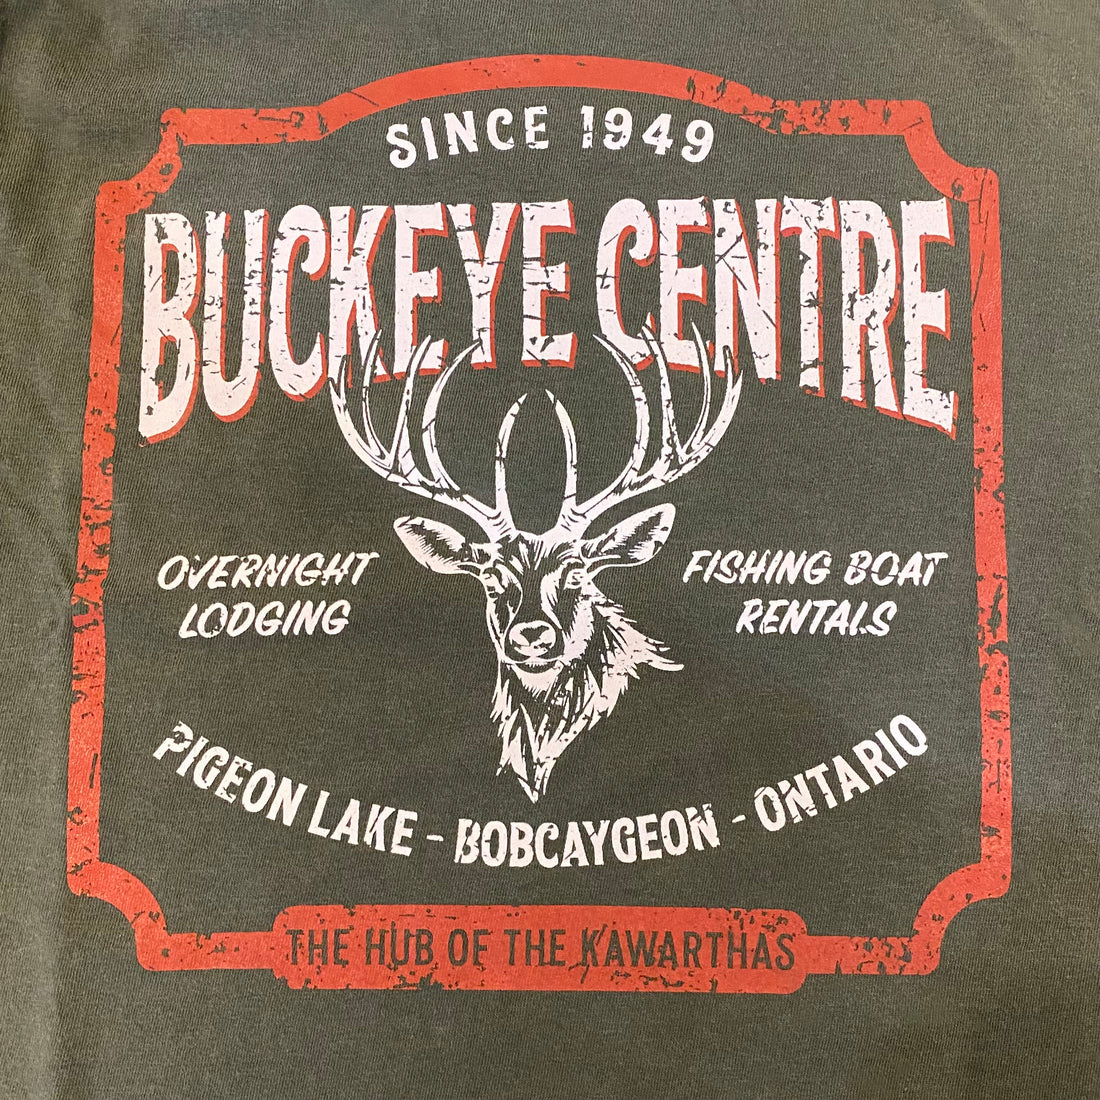 SINCE 1949
BUCKEYE CENTRE
OVERNIGHT
LODGING
FISHING BOAT
RENTALS
PIGEON LAKE - BOBCAYGEON - ONTARIO
THE HUB OF THE KAWARTHAS